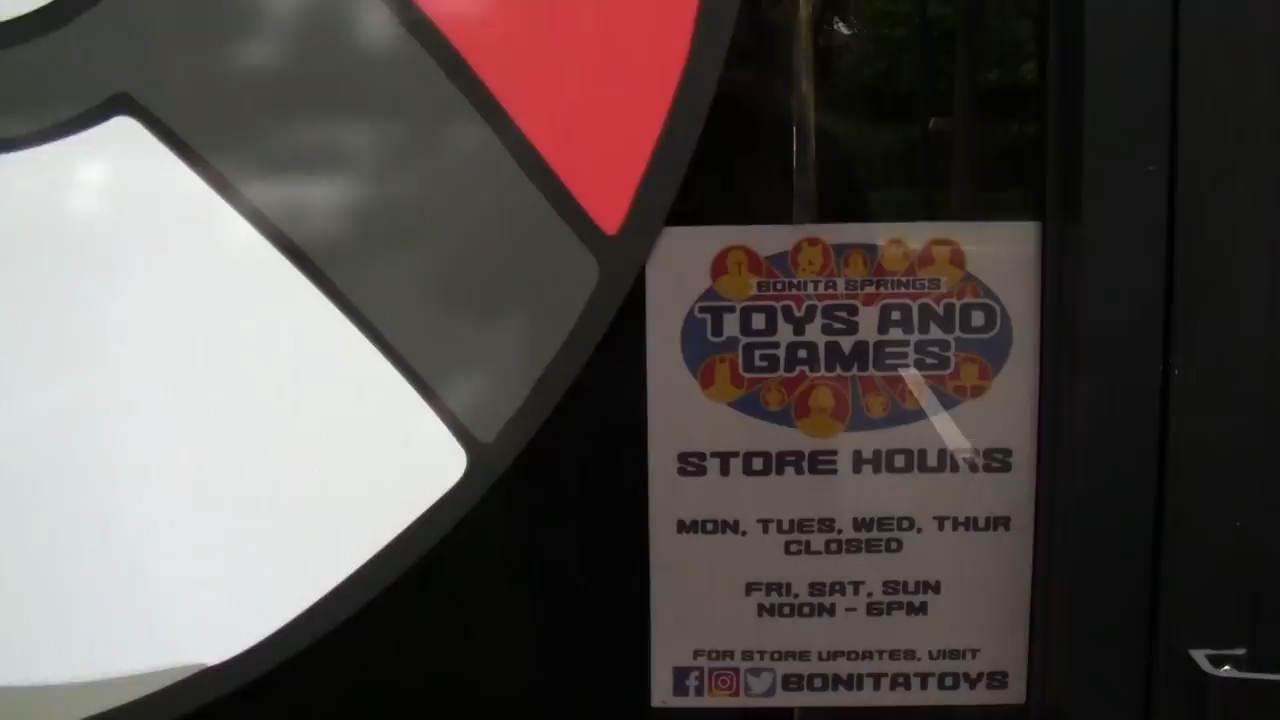 BONITA SPRINGS
TOYS AND
GAMES
STORE HOURS
MON, TUES, WED, THUR
CLOSED
FRI, SAT, SUN
NOON - 6PM
FOR STORE UPDATES, VISIT
BONITATOYS